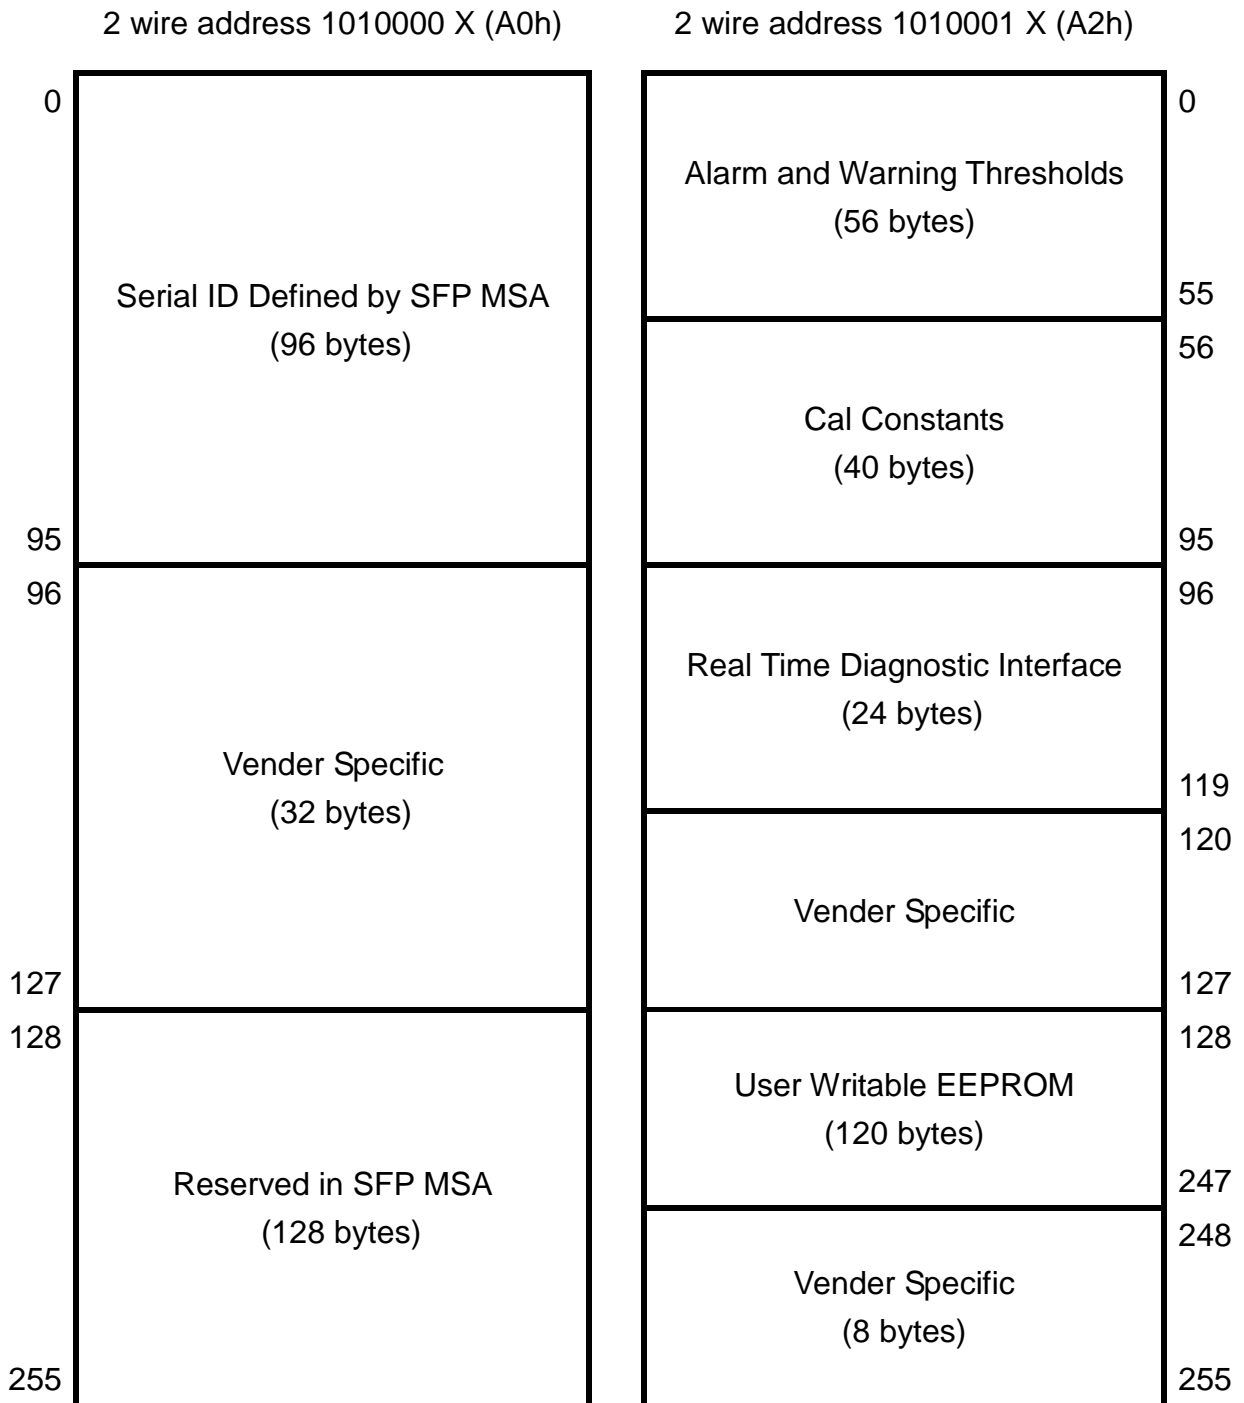 2 wire address 1010000 X (A0h)
0
Serial ID Defined by SFP MSA
(96 bytes)
95
96
Vender Specific
(32 bytes)
127
128
Reserved in SFP MSA
(128 bytes)
255
2 wire address 1010001 X (A2h)
0
Alarm and Warning Thresholds
(56 bytes)
55
56
Cal Constants
(40 bytes)
95
96
Real Time Diagnostic Interface
(24 bytes)
119
120
Vender Specific
127
128
User Writable EEPROM
(120 bytes)
247
248
Vender Specific
(8 bytes)
255